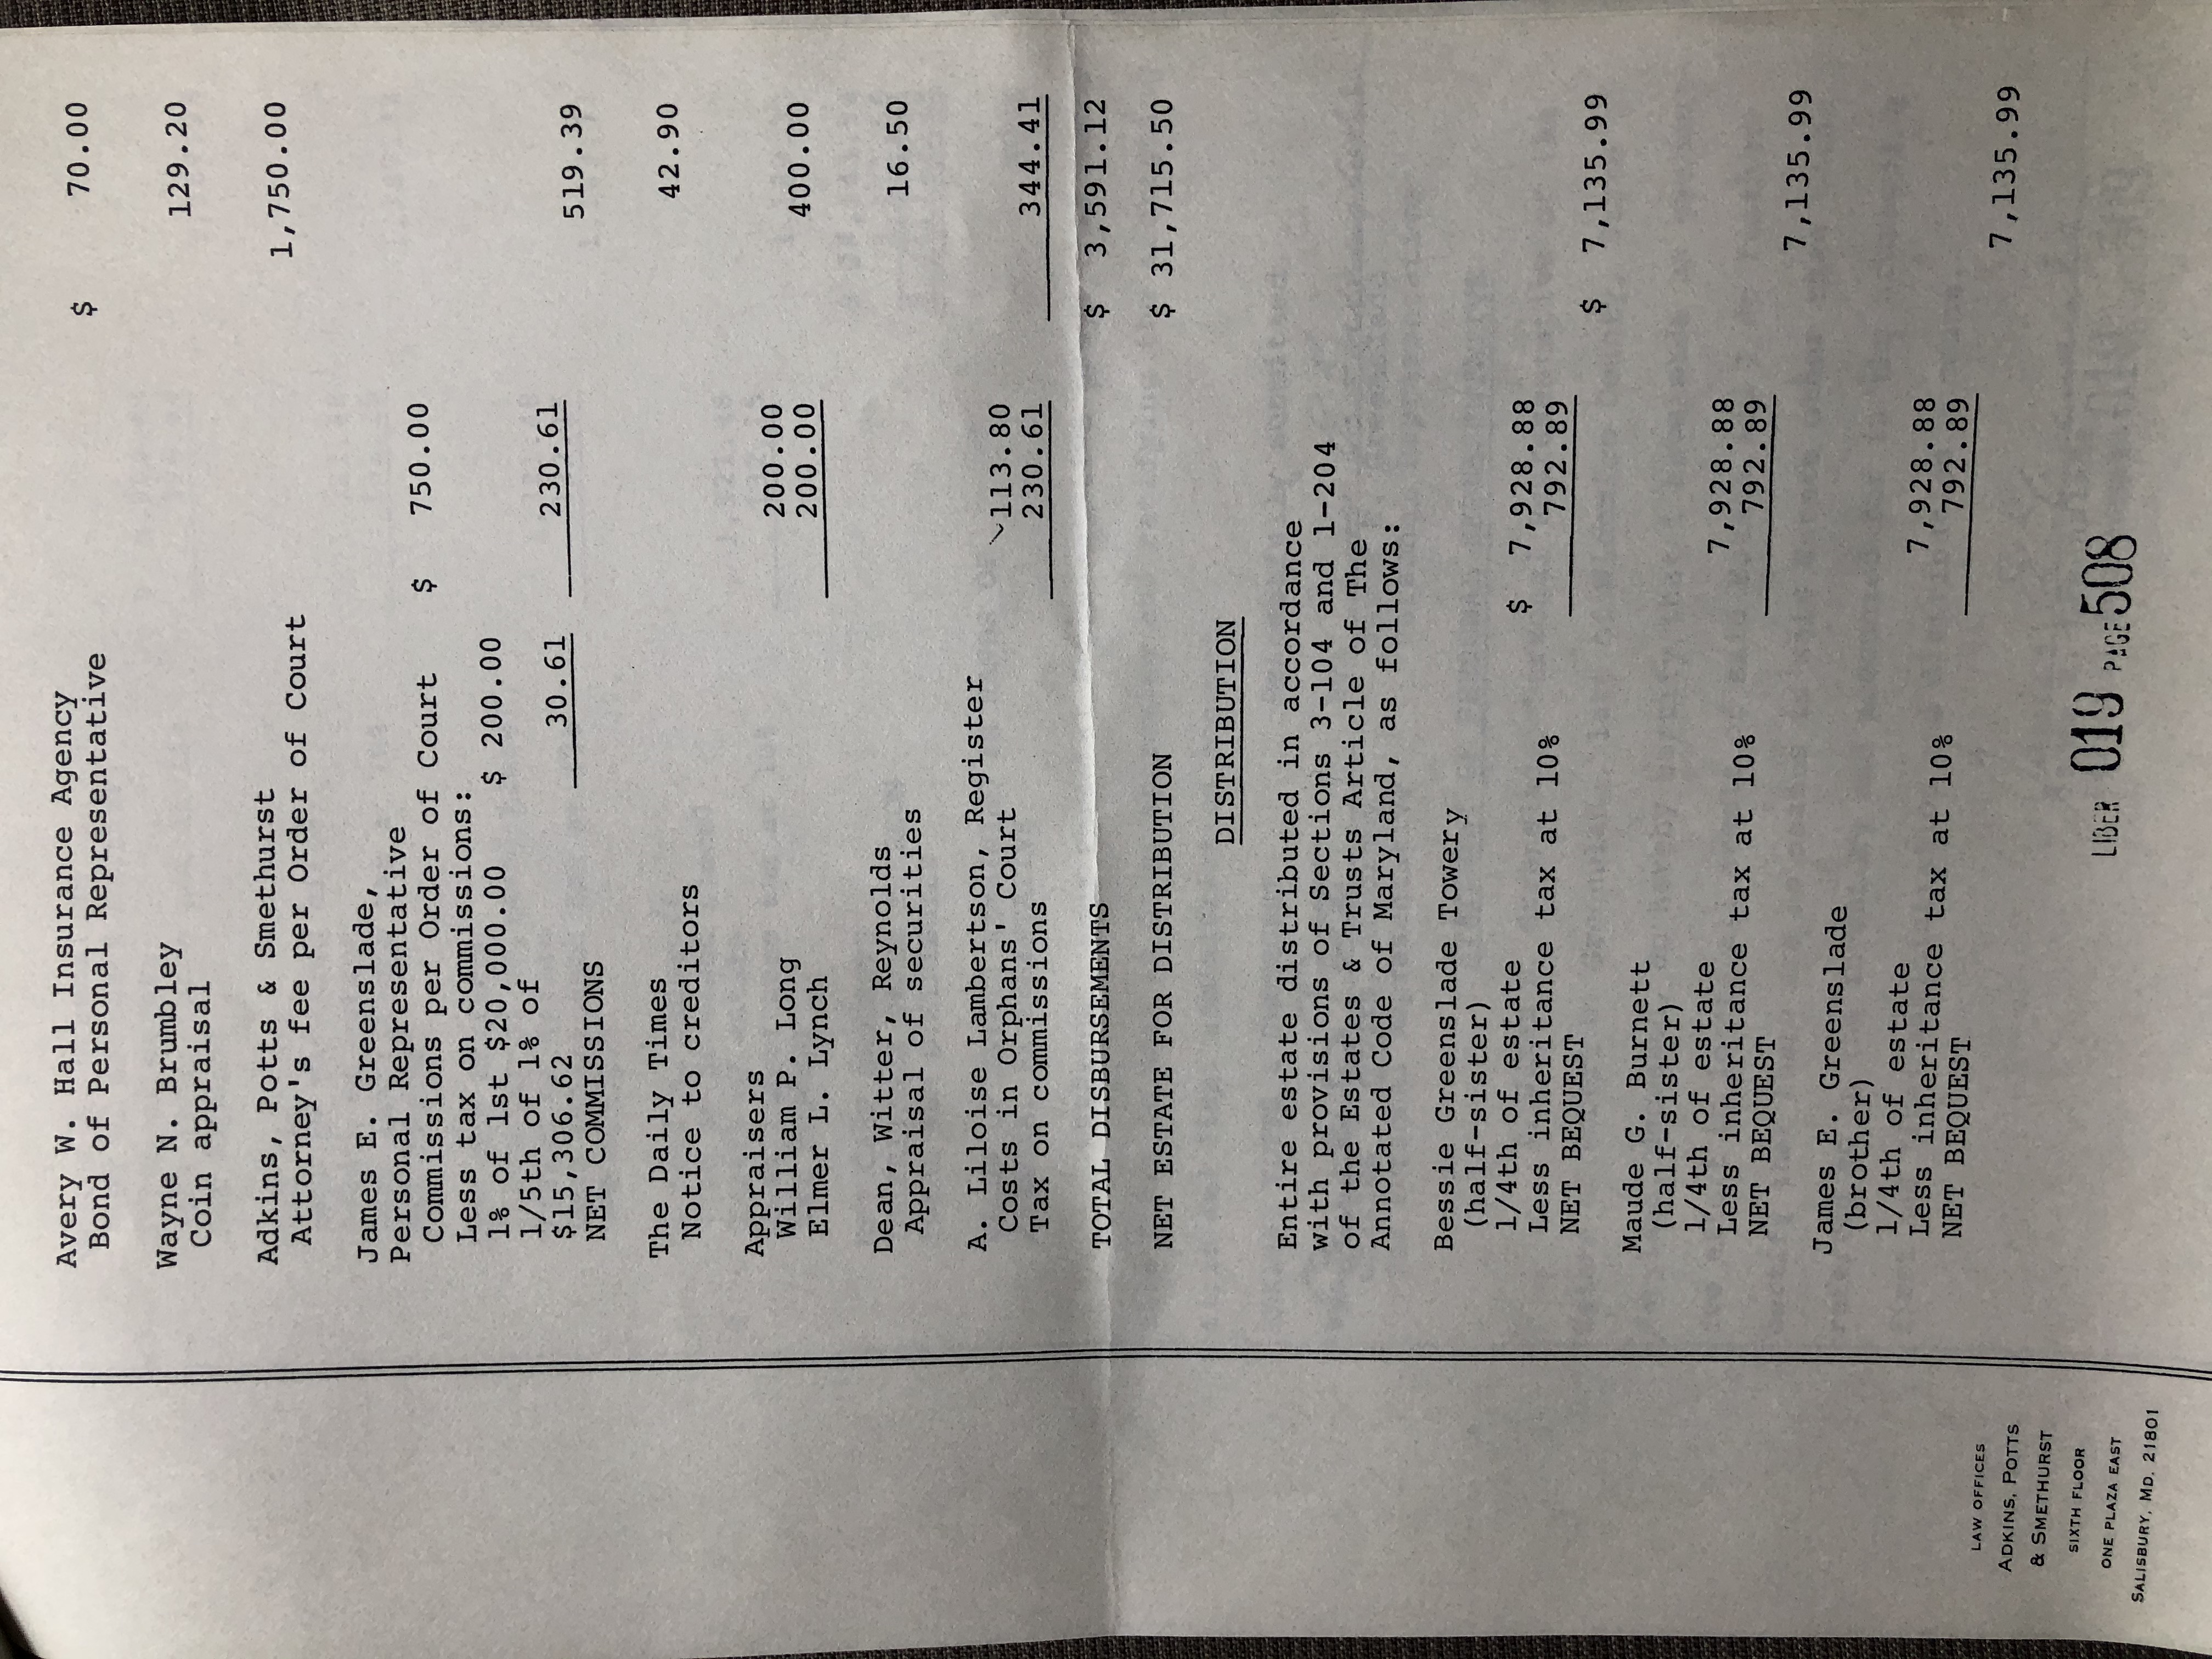 Avery W. Hall Insurance Agency
Bond of Personal Representative $ 70.00
Wayne N. Brumbley
Coin appraisal 129.20
Adkins, Potts & Smethurst
Attorney's fee per Order of Court 1,750.00
James E. Greenslade,
Personal Representative
Commissions per Order of Court $ 750.00
Less tax on commissions:
1% of 1st $20,000.00 $ 200.00
1/5th of 1% of
$15,306.62 30.61 230.61
NET COMMISSIONS 519.39
The Daily Times
Notice to creditors 42.90
Appraisers
William P. Long 200.00
Elmer L. Lynch 200.00 400.00
Dean, Witter, Reynolds
Appraisal of securities 16.50
A. Liloise Lambertson, Register
Costs in Orphans' Court 113.80
Tax on commissions 230.61 344.41
TOTAL DISBURSEMENTS $ 3,591.12
NET ESTATE FOR DISTRIBUTION $ 31,715.50
DISTRIBUTION
Entire estate distributed in accordance
with provisions of Sections 3-104 and 1-204
of the Estates & Trusts Article of The
Annotated Code of Maryland, as follows:
Bessie Greenslade Towery
(half-sister)
1/4th of estate $ 7,928.88
Less inheritance tax at 10% 792.89
NET BEQUEST $ 7,135.99
Maude G. Burnett
(half-sister)
1/4th of estate 7,928.88
Less inheritance tax at 10% 792.89
NET BEQUEST 7,135.99
James E. Greenslade
(brother)
1/4th of estate 7,928.88
Less inheritance tax at 10% 792.89
NET BEQUEST 7,135.99
LAW OFFICES
ADKINS, POTTS
& SMETHURST
SIXTH FLOOR
ONE PLAZA EAST
SALISBURY, MD. 21801
LIBER 019 PAGE 508